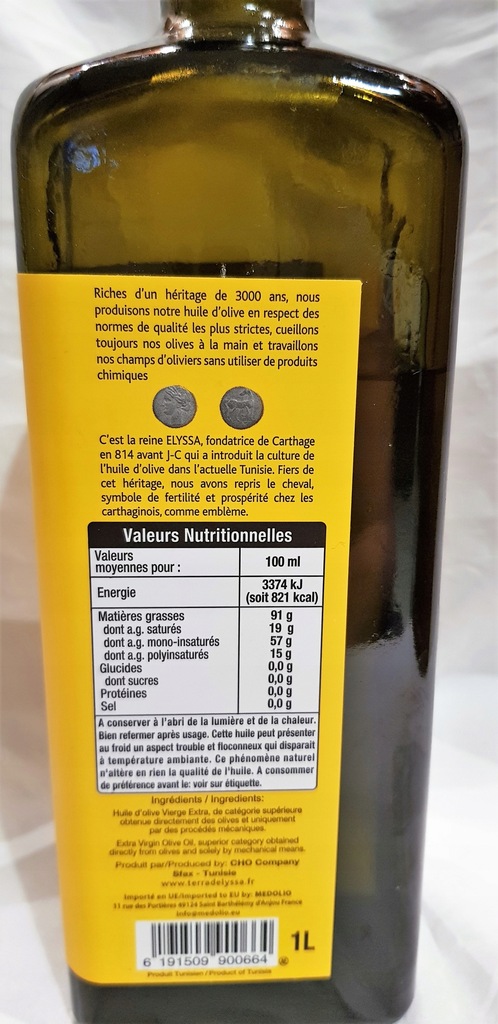 Riches d'un héritage de 3000 ans, nous
produisons notre huile d'olive en respect des
normes de qualité les plus strictes, cueillons
toujours nos olives à la main et travaillons
nos champs d'oliviers sans utiliser de produits
chimiques
C'est la reine ELYSSA, fondatrice de Carthage
en 814 avant J-C qui a introduit la culture de
l'huile d'olive dans l'actuelle Tunisie. Fiers de
cet héritage, nous avons repris le cheval,
symbole de fertilité et prospérité chez les
carthaginois, comme emblème.
Valeurs Nutritionnelles
Valeurs
moyennes pour : 100 ml
Energie 3374 kJ
(soit 821 kcal)
Matières grasses 91 g
dont a.g. saturés 19 g
dont a.g. mono-insaturés 57 g
dont a.g. polyinsaturés 15 g
Glucides 0,0 g
dont sucres 0,0 g
Protéines 0,0 g
Sel 0,0 g
A conserver à l'abri de la lumière et de la chaleur.
Bien refermer après usage. Cette huile peut présenter
au froid un aspect trouble et floconneux qui disparait
à température ambiante. Ce phénomène naturel
n'altère en rien la qualité de l'huile. A consommer
de préférence avant le: voir sur étiquette.
Ingrédients / Ingredients:
Huile d'olive Vierge Extra, de catégorie supérieure
obtenue directement des olives et uniquement
par des procédés mécaniques.
Extra Virgin Olive Oil, superior category obtained
directly from olives and solely by mechanical means.
Produit par/Produced by: CHO Company
Sfax - Tunisie
www.terradelyssa.fr
Importé en UE/Imported to EU by: MEDOLIO
11 rue des Portières 49124 Saint Barthélémy d'Anjou France
info@medolio.eu
1L
6 191509 900664
Produit Tunisien / Product of Tunisia